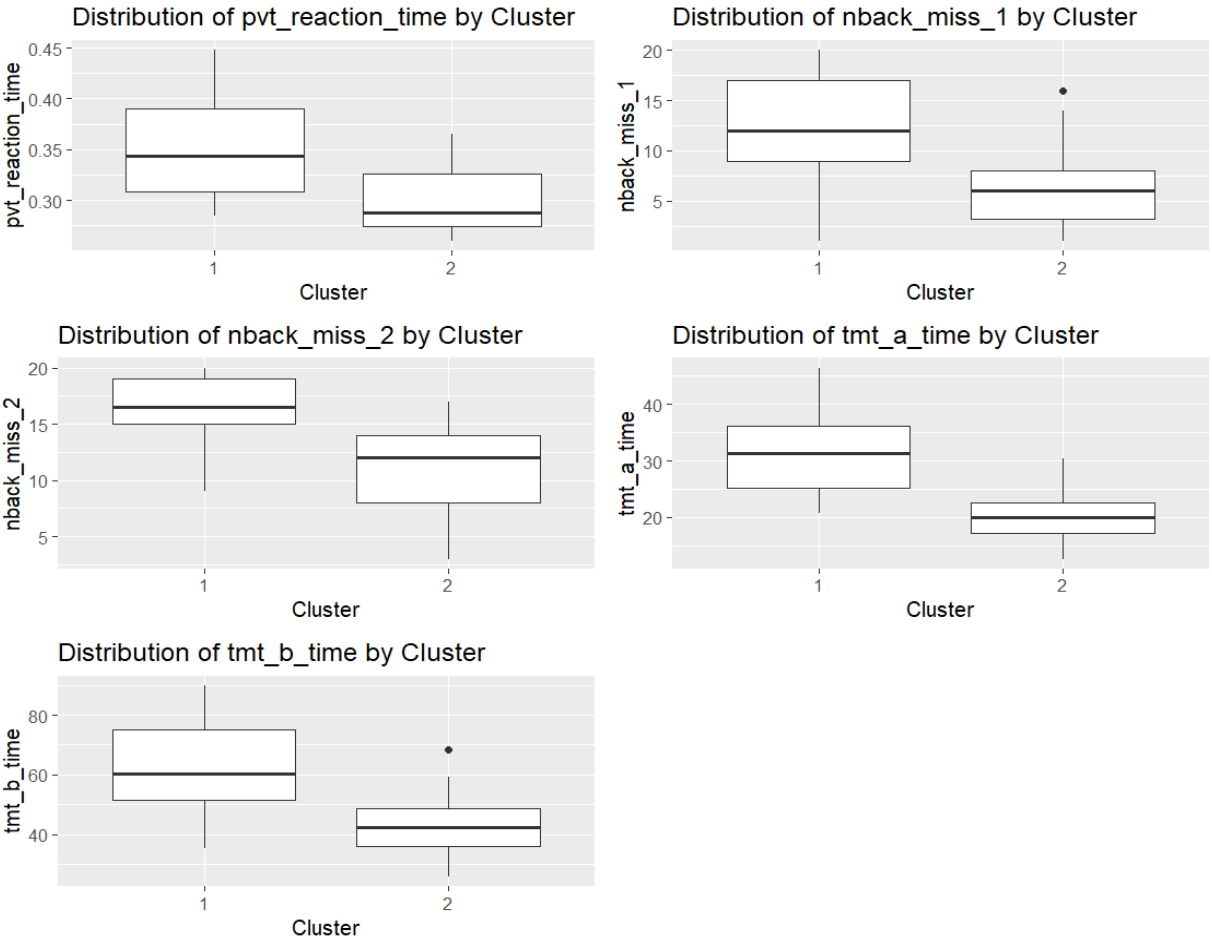 Distribution of pvt_reaction_time by Cluster
pvt_reaction_time
0.45
0.40
0.35
0.30
1 2
Cluster
Distribution of nback_miss_1 by Cluster
nback_miss_1
20
15
10
5
1 2
Cluster
Distribution of nback_miss_2 by Cluster
nback_miss_2
20
15
10
5
1 2
Cluster
Distribution of tmt_a_time by Cluster
tmt_a_time
40
30
20
1 2
Cluster
Distribution of tmt_b_time by Cluster
tmt_b_time
80
60
40
1 2
Cluster